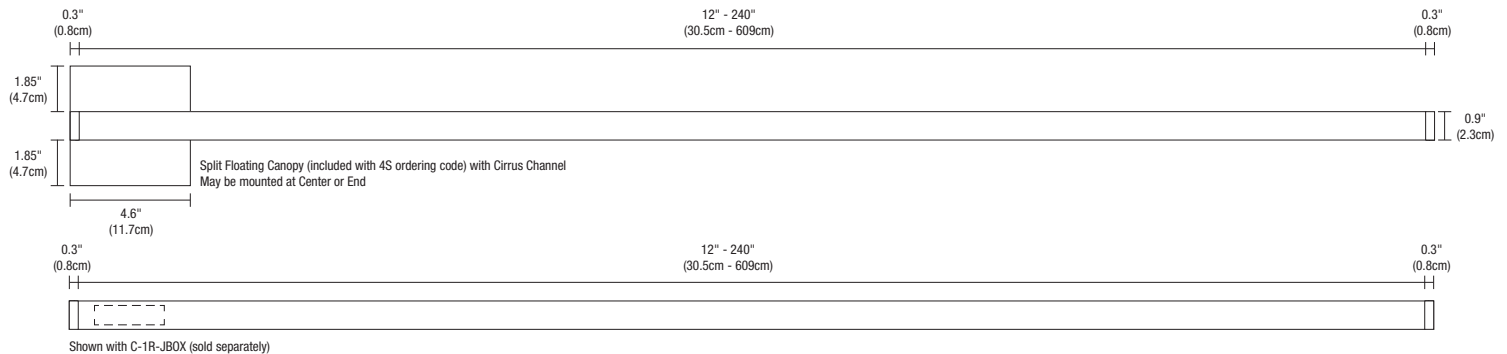 0.3"
(0.8cm)
12" - 240"
(30.5cm - 609cm)
0.3"
(0.8cm)
1.85"
(4.7cm)
0.9"
(2.3cm)
1.85"
(4.7cm)
Split Floating Canopy (included with 4S ordering code) with Cirrus Channel
May be mounted at Center or End
4.6"
(11.7cm)
0.3"
(0.8cm)
12" - 240"
(30.5cm - 609cm)
0.3"
(0.8cm)
Shown with C-1R-JBOX (sold separately)